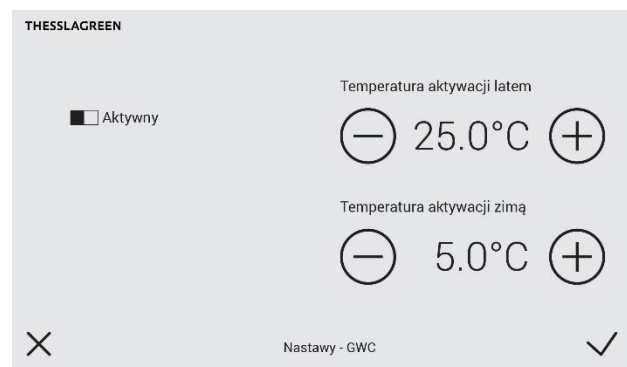 THESSLAGREEN
Aktywny
Temperatura aktywacji latem
25.0°C
Temperatura aktywacji zimą
5.0°C
Nastawy - GWC